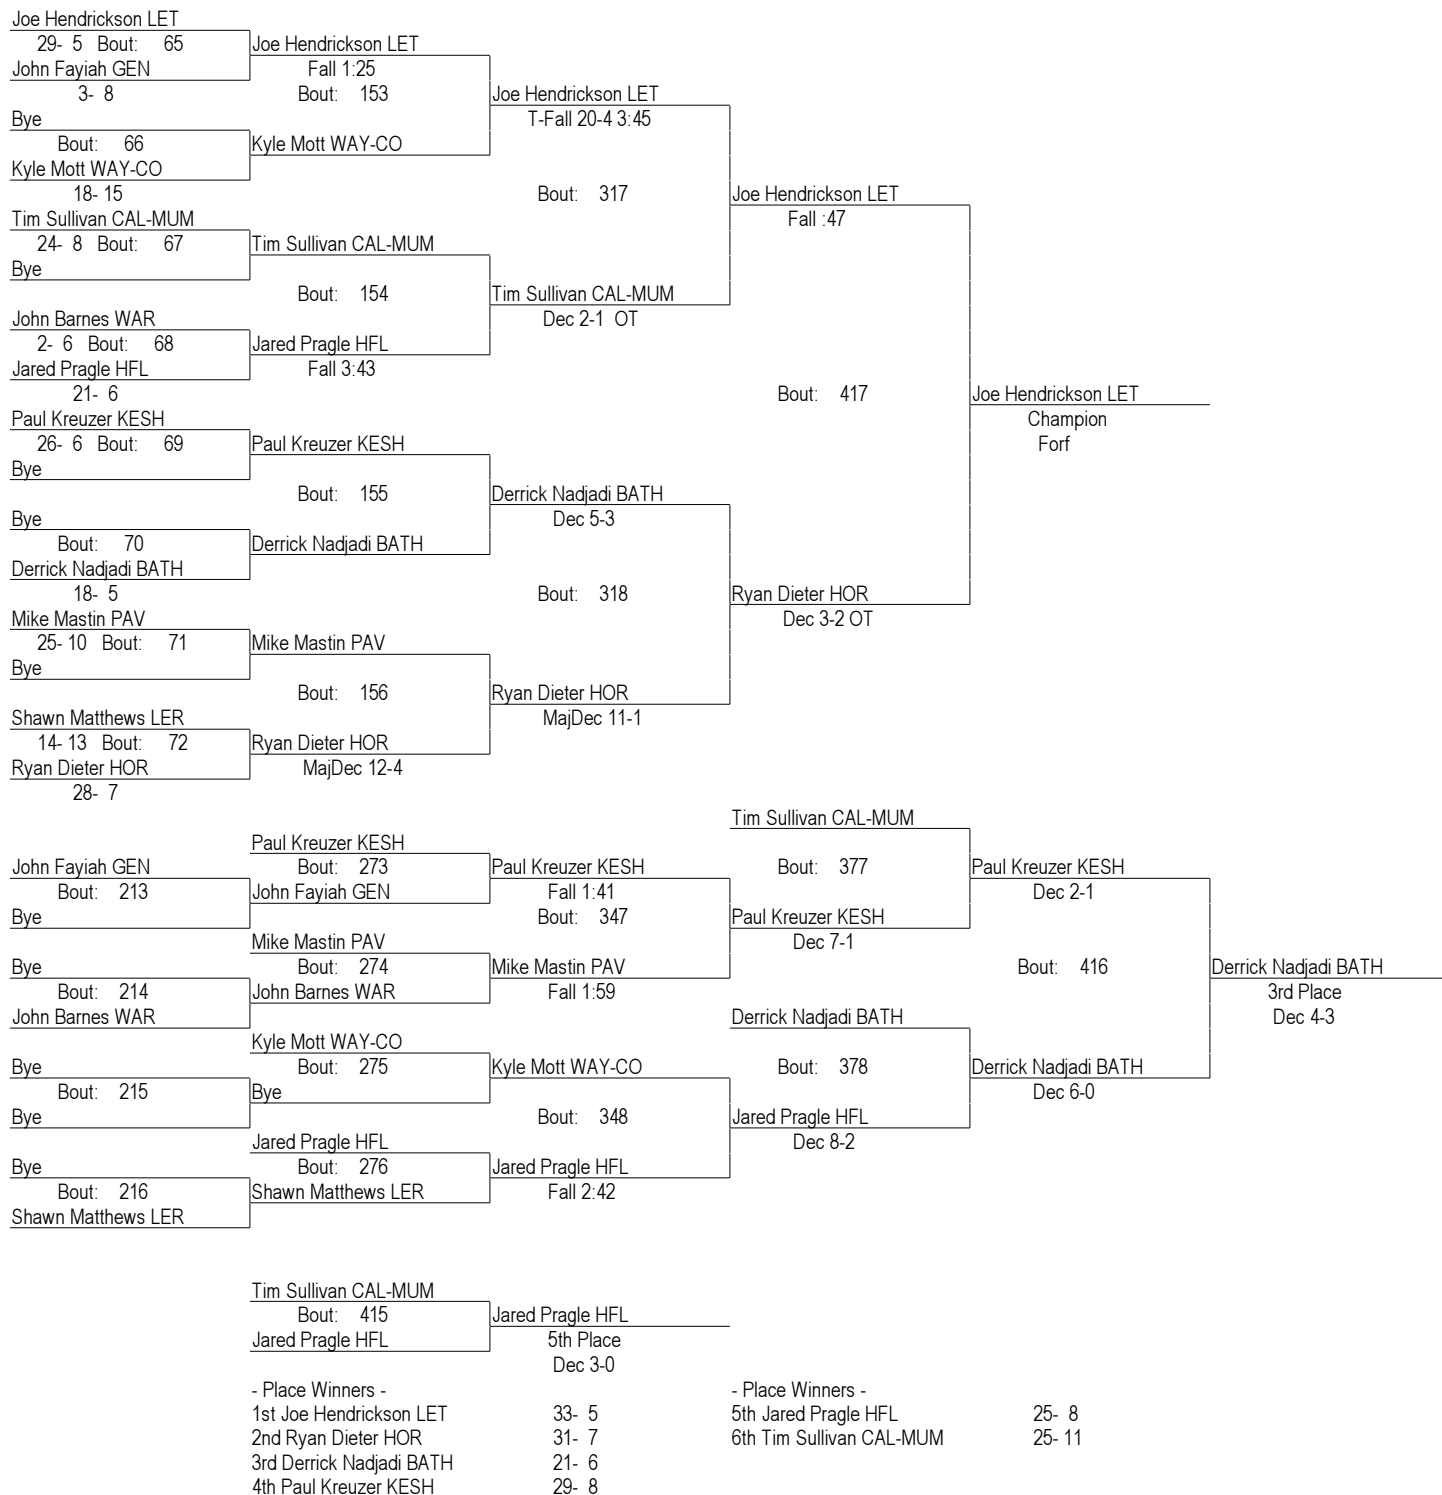 Joe Hendrickson LET
29- 5 Bout: 65 Joe Hendrickson LET
John Fayiah GEN Fall 1:25
3- 8 Bout: 153 Joe Hendrickson LET
Bye T-Fall 20-4 3:45
Bout: 66 Kyle Mott WAY-CO
Kyle Mott WAY-CO
18- 15 Bout: 317 Joe Hendrickson LET
Tim Sullivan CAL-MUM Fall :47
24- 8 Bout: 67 Tim Sullivan CAL-MUM
Bye
Bout: 154 Tim Sullivan CAL-MUM
John Barnes WAR Dec 2-1 OT
2- 6 Bout: 68 Jared Pragle HFL
Jared Pragle HFL Fall 3:43
21- 6 Bout: 417 Joe Hendrickson LET
Paul Kreuzer KESH Champion
26- 6 Bout: 69 Paul Kreuzer KESH Forf
Bye
Bout: 155 Derrick Nadjadi BATH
Bye Dec 5-3
Bout: 70 Derrick Nadjadi BATH
Derrick Nadjadi BATH
18- 5 Bout: 318 Ryan Dieter HOR
Mike Mastin PAV Dec 3-2 OT
25- 10 Bout: 71 Mike Mastin PAV
Bye
Bout: 156 Ryan Dieter HOR
Shawn Matthews LER MajDec 11-1
14- 13 Bout: 72 Ryan Dieter HOR
Ryan Dieter HOR MajDec 12-4
28- 7
Tim Sullivan CAL-MUM
Paul Kreuzer KESH
John Fayiah GEN Bout: 273 Paul Kreuzer KESH Bout: 377 Paul Kreuzer KESH
Bout: 213 John Fayiah GEN Fall 1:41 Dec 2-1
Bye Bout: 347 Paul Kreuzer KESH
Mike Mastin PAV Dec 7-1
Bye Bout: 274 Mike Mastin PAV Bout: 416 Derrick Nadjadi BATH
Bout: 214 John Barnes WAR Fall 1:59 3rd Place
John Barnes WAR Derrick Nadjadi BATH Dec 4-3
Kyle Mott WAY-CO
Bye Bout: 275 Kyle Mott WAY-CO Bout: 378 Derrick Nadjadi BATH
Bout: 215 Bye Dec 6-0
Bye Bout: 348 Jared Pragle HFL
Jared Pragle HFL Dec 8-2
Bye Bout: 276 Jared Pragle HFL
Bout: 216 Shawn Matthews LER Fall 2:42
Shawn Matthews LER
Tim Sullivan CAL-MUM
Bout: 415 Jared Pragle HFL
Jared Pragle HFL 5th Place
Dec 3-0
- Place Winners - - Place Winners -
1st Joe Hendrickson LET 33- 5 5th Jared Pragle HFL 25- 8
2nd Ryan Dieter HOR 31- 7 6th Tim Sullivan CAL-MUM 25- 11
3rd Derrick Nadjadi BATH 21- 6
4th Paul Kreuzer KESH 29- 8